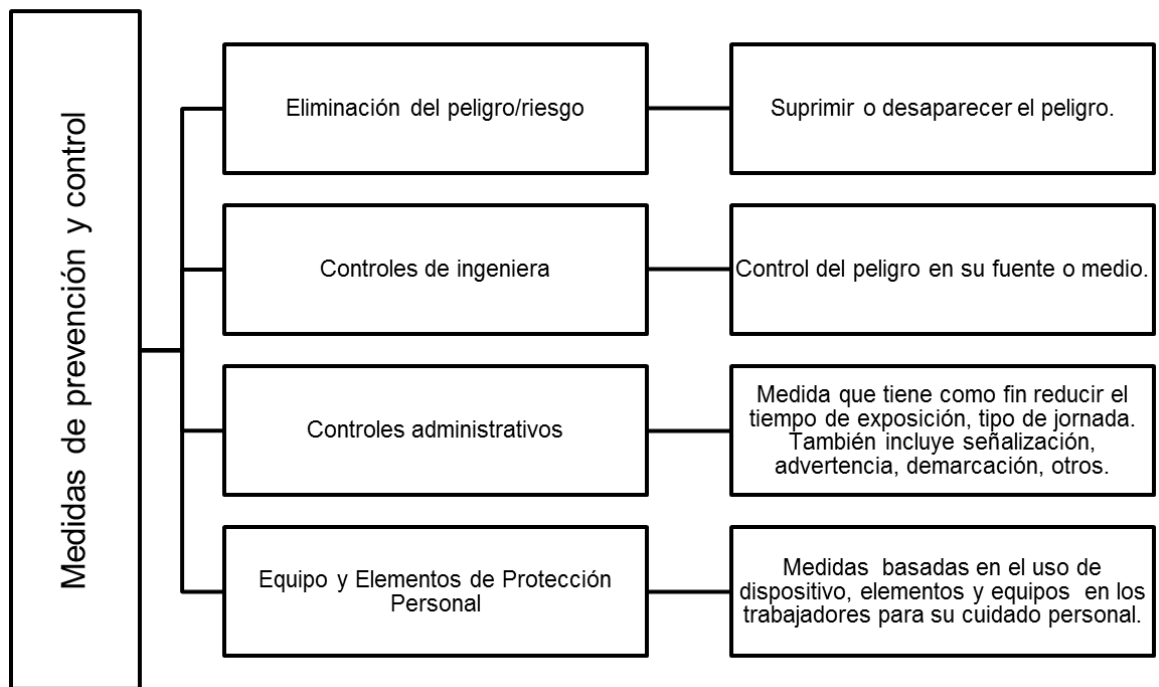 Medidas de prevención y control
Eliminación del peligro/riesgo
Suprimir o desaparecer el peligro.
Controles de ingeniera
Control del peligro en su fuente o medio.
Controles administrativos
Medida que tiene como fin reducir el
tiempo de exposición, tipo de jornada.
También incluye señalización,
advertencia, demarcación, otros.
Equipo y Elementos de Protección
Personal
Medidas basadas en el uso de
dispositivo, elementos y equipos en los
trabajadores para su cuidado personal.